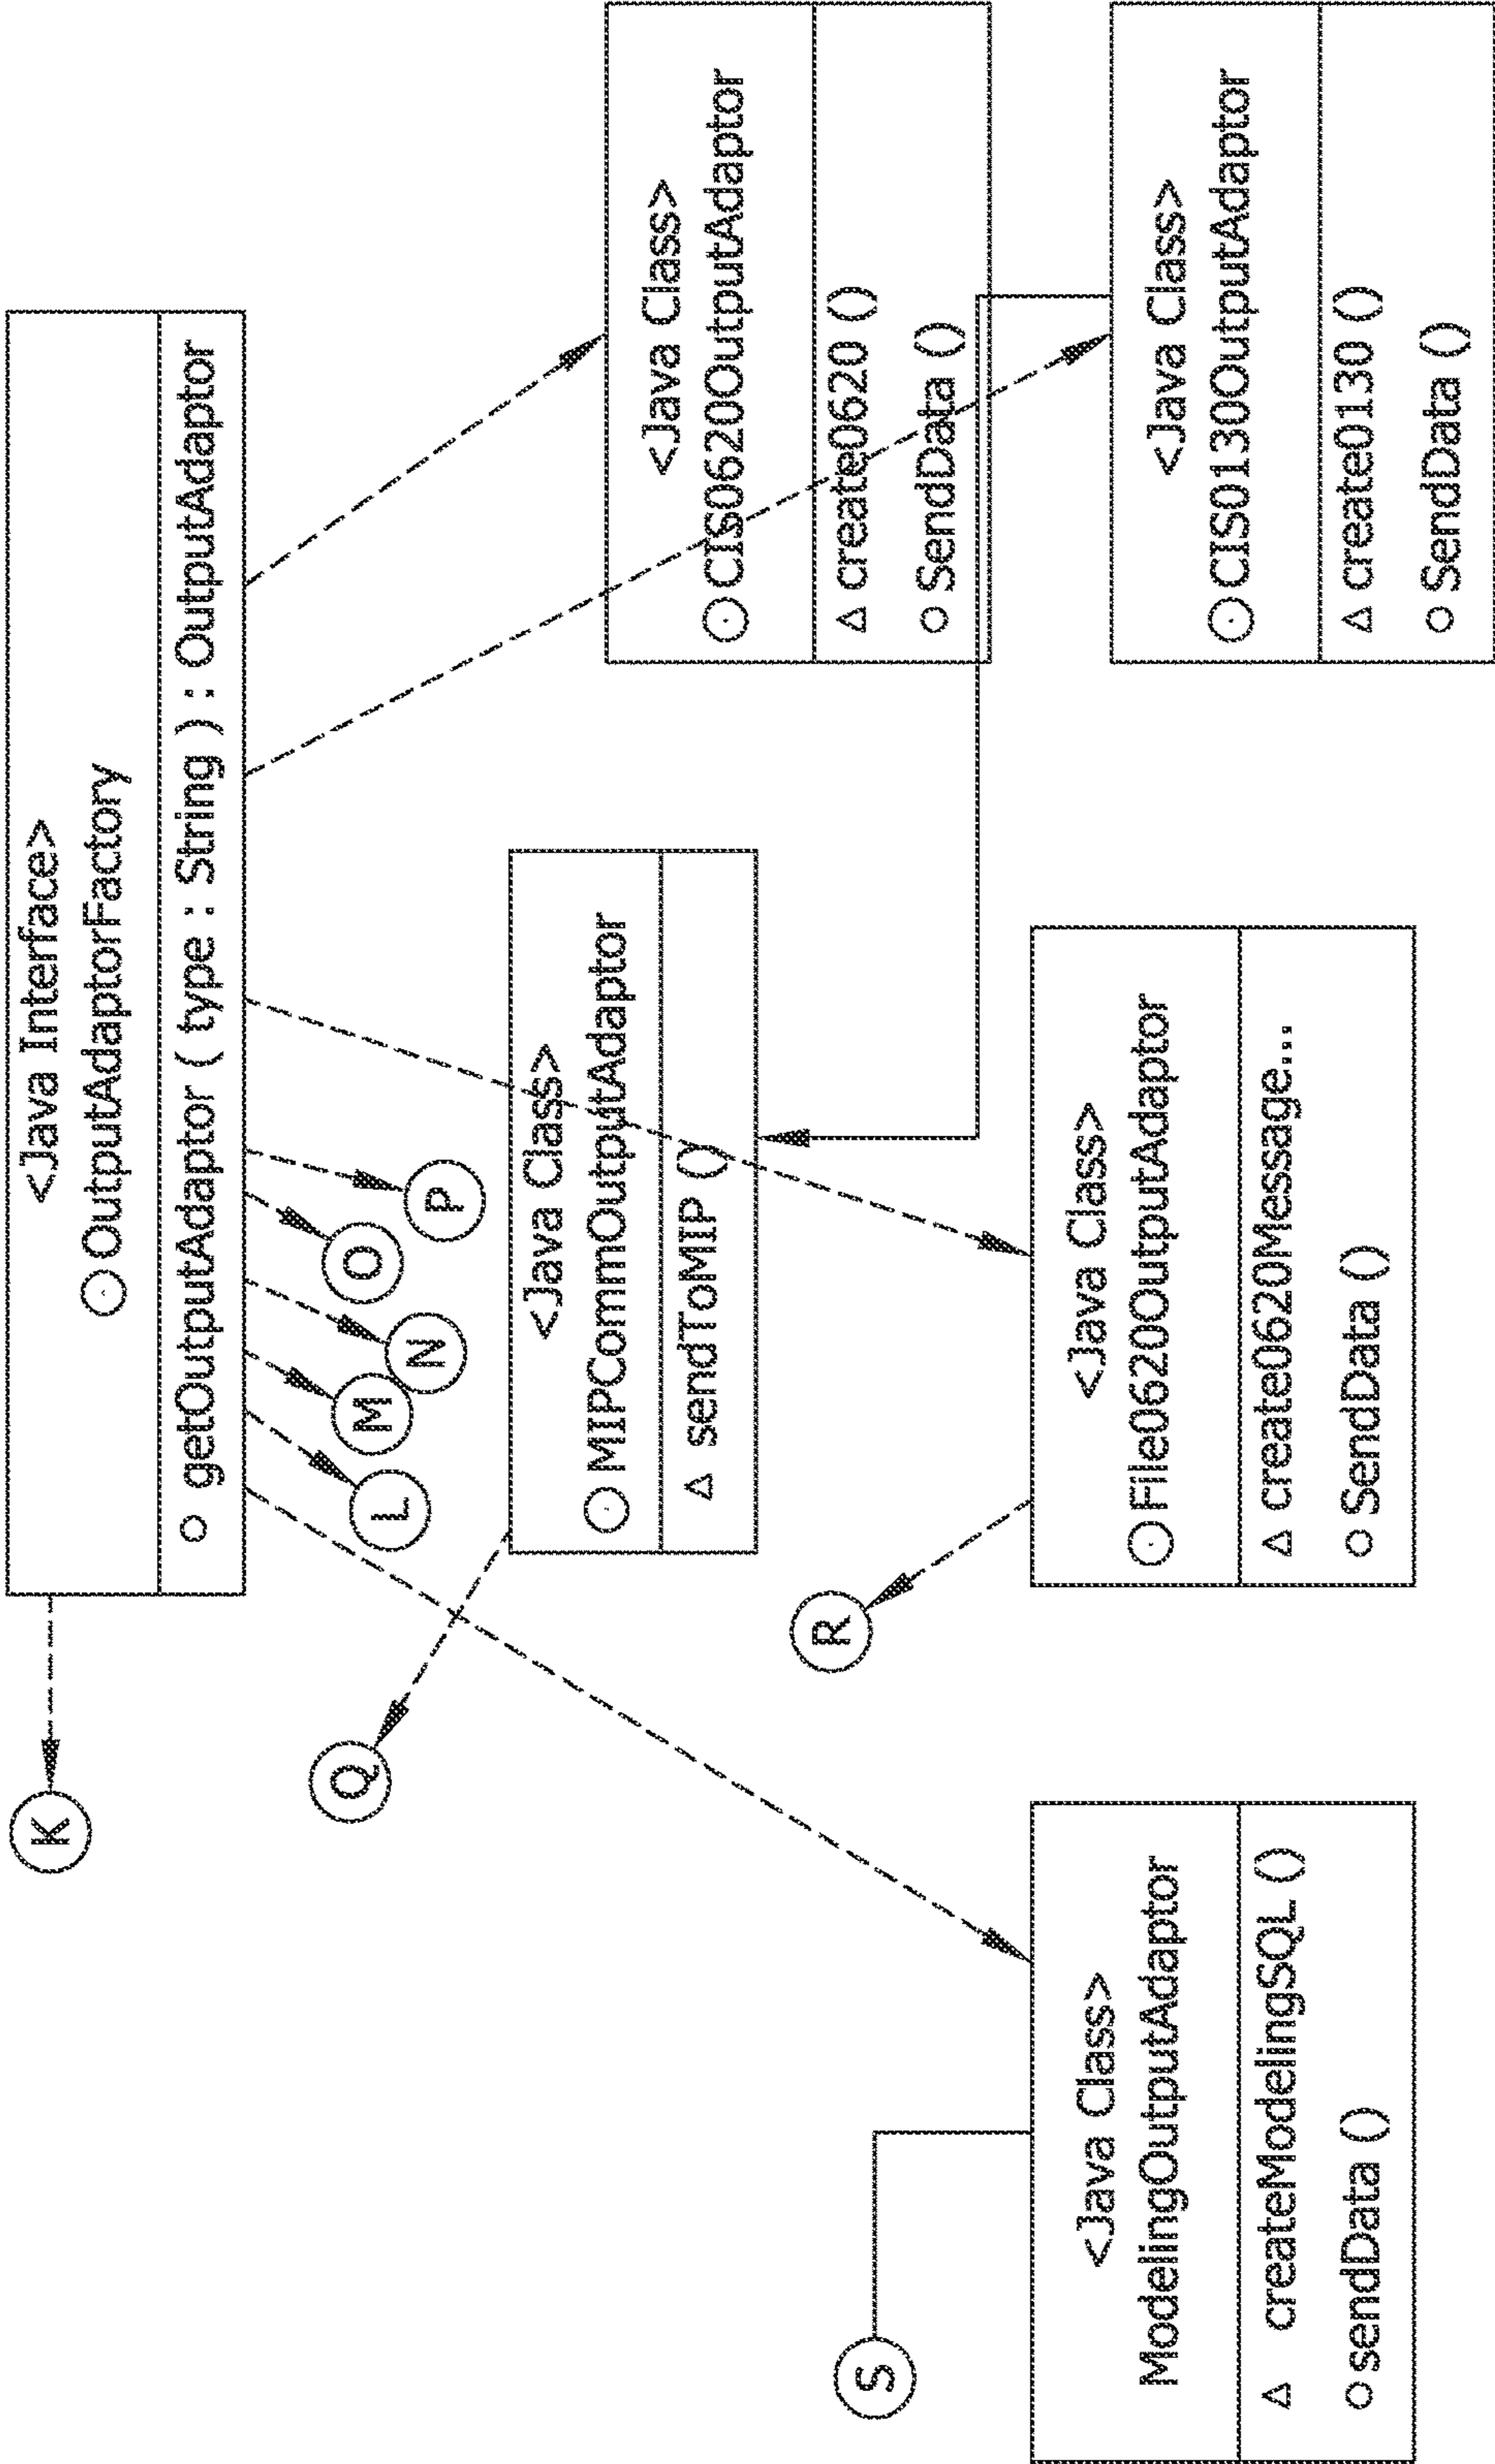 <Java Interface>
OutputAdaptorFactory
getOutputAdaptor ( type : String ) : OutputAdaptor
K
L
M
N
O
P
Q
<Java Class>
MIPCommOutputAdaptor
sendToMIP ()
<Java Class>
CIS0620OutputAdaptor
create0620 ()
SendData ()
R
S
<Java Class>
ModelingOutputAdaptor
createModelingSQL ()
sendData ()
<Java Class>
File0620OutputAdaptor
create0620Message...
SendData ()
<Java Class>
CIS0130OutputAdaptor
create0130 ()
SendData ()